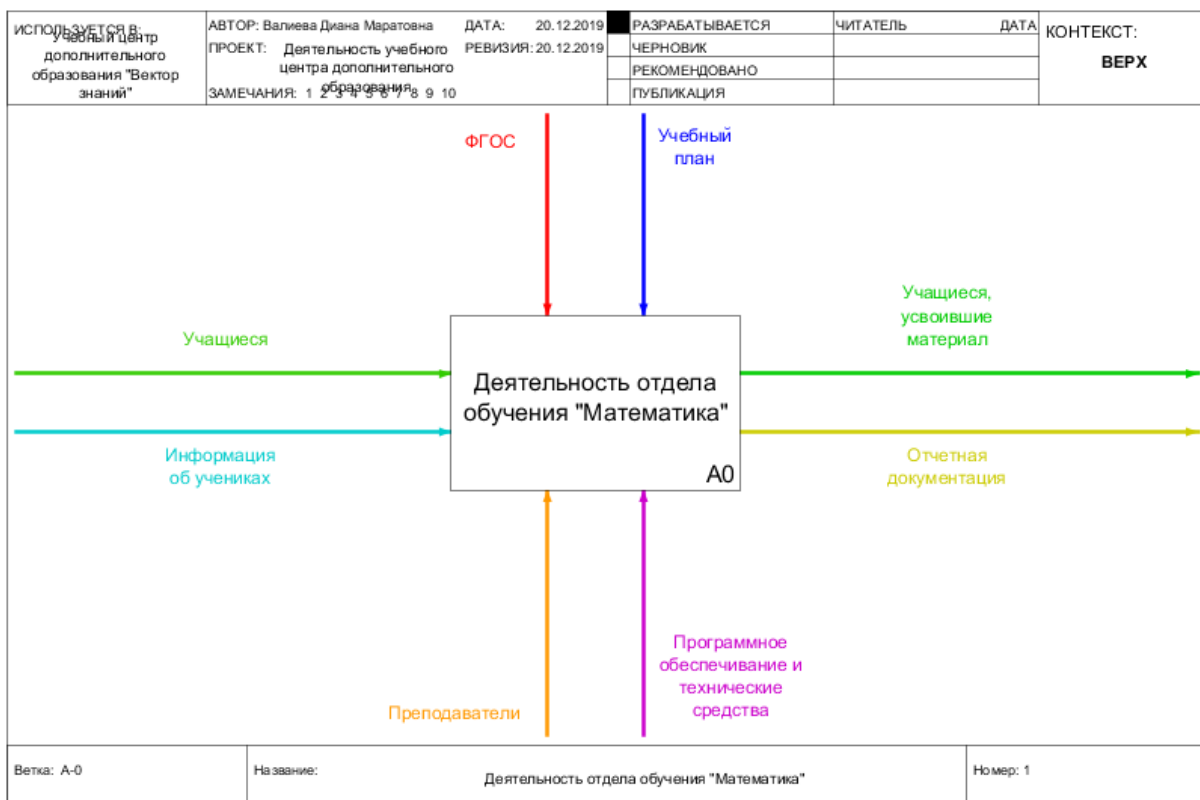 ИСПОЛЬЗУЕТСЯ В:
Учебный центр
дополнительного
образования "Вектор
знаний"
АВТОР: Валиева Диана Маратовна
ДАТА: 20.12.2019
ПРОЕКТ: Деятельность учебного
центра дополнительного
образования
РЕВИЗИЯ: 20.12.2019
ЗАМЕЧАНИЯ: 1 2 3 4 5 6 7 8 9 10
РАЗРАБАТЫВАЕТСЯ
ЧЕРНОВИК
РЕКОМЕНДОВАНО
ПУБЛИКАЦИЯ
ЧИТАТЕЛЬ ДАТА
КОНТЕКСТ:
ВЕРХ
ФГОС
Учебный
план
Учащиеся
Информация
об учениках
Деятельность отдела
обучения "Математика"
A0
Учащиеся,
усвоившие
материал
Отчетная
документация
Преподаватели
Программное
обеспечивание и
технические
средства
Ветка: A-0
Название: Деятельность отдела обучения "Математика"
Номер: 1